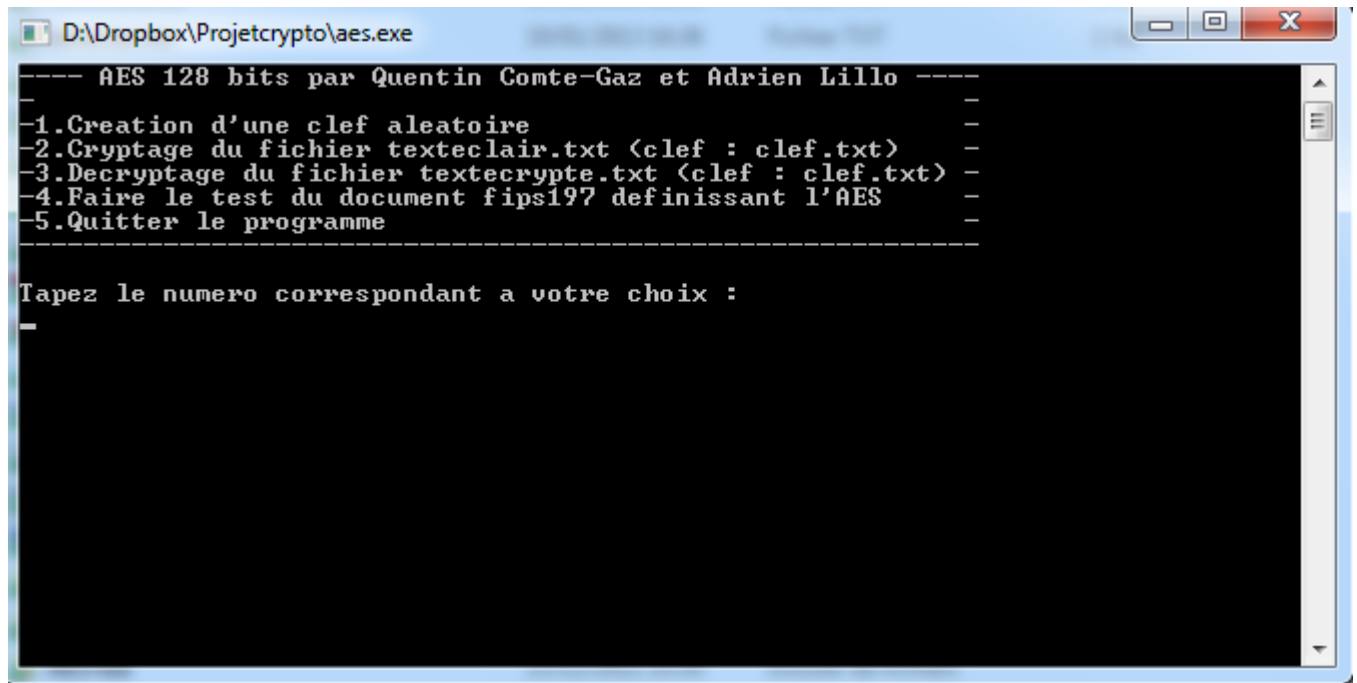 D:\Dropbox\Projetcrypto\aes.exe
---- AES 128 bits par Quentin Comte-Gaz et Adrien Lillo ----
-                                                          -
-1.Creation d'une clef aleatoire                           -
-2.Cryptage du fichier texteclair.txt (clef : clef.txt)    -
-3.Decryptage du fichier textecrypte.txt (clef : clef.txt) -
-4.Faire le test du document fips197 definissant l'AES     -
-5.Quitter le programme                                    -
------------------------------------------------------------
Tapez le numero correspondant a votre choix :